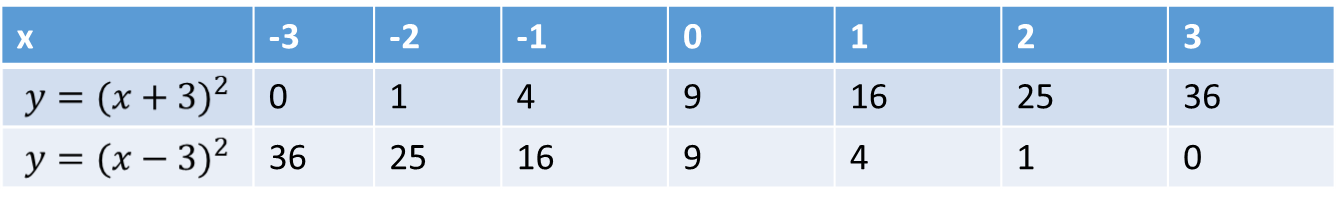 x -3 -2 -1 0 1 2 3
y = (x + 3)² 0 1 4 9 16 25 36
y = (x − 3)² 36 25 16 9 4 1 0